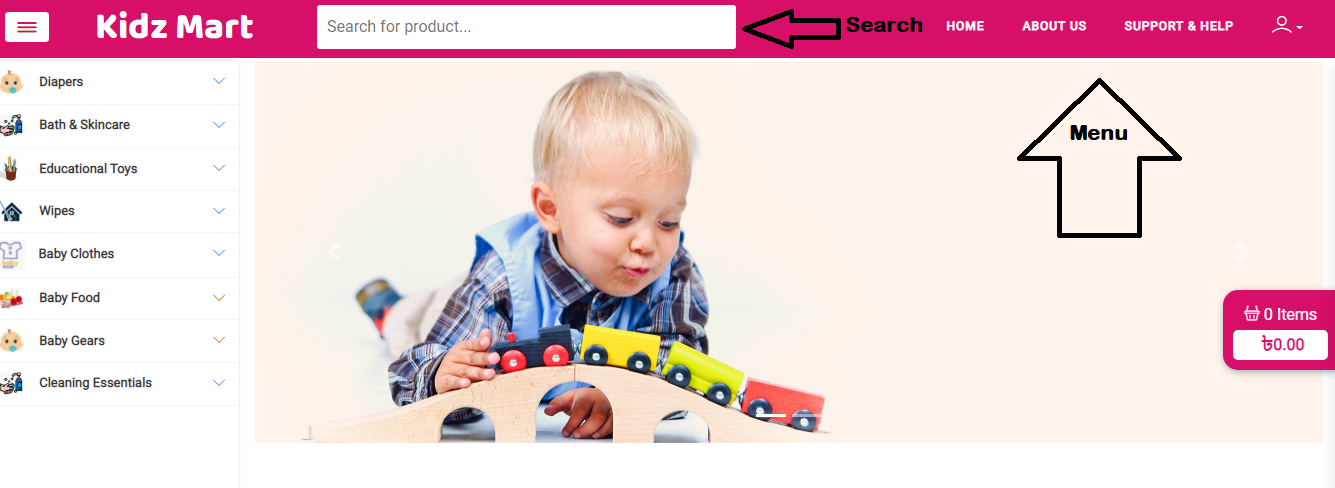 Kidz Mart
Search for product...
Search
HOME
ABOUT US
SUPPORT & HELP
Diapers
Bath & Skincare
Educational Toys
Wipes
Baby Clothes
Baby Food
Baby Gears
Cleaning Essentials
Menu
0 Items
৳0.00